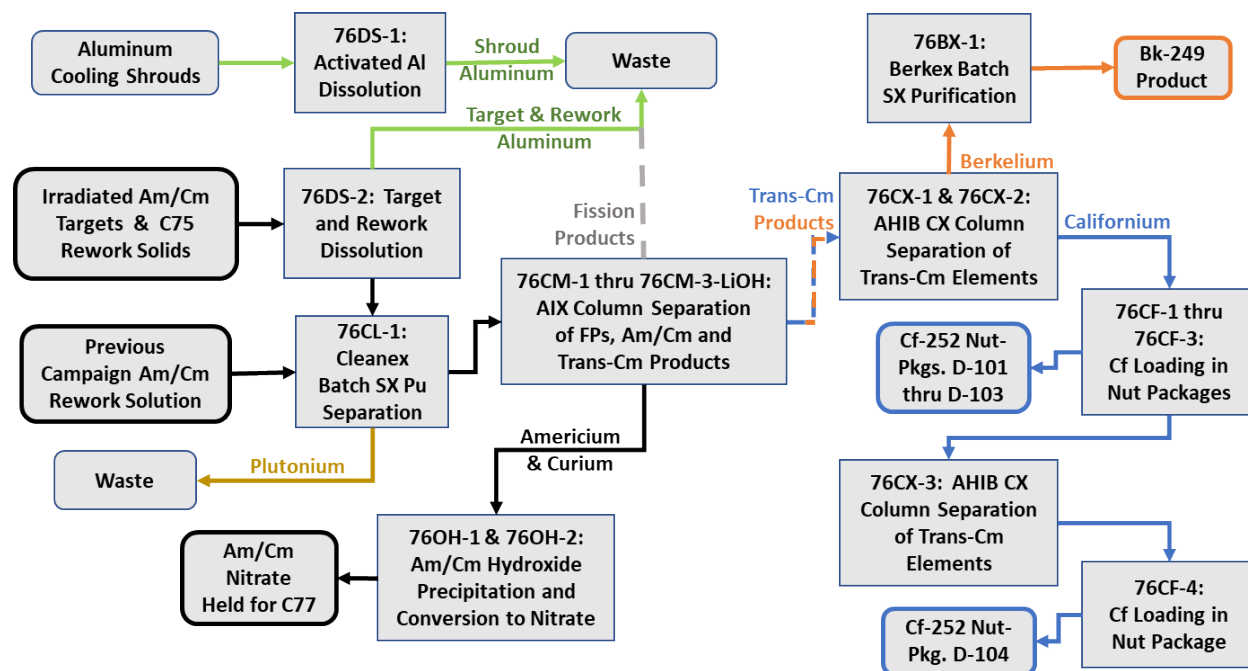 Aluminum
Cooling Shrouds
76DS-1:
Activated Al
Dissolution
Shroud
Aluminum
Waste
Target & Rework
Aluminum
76BX-1:
Berkex Batch
SX Purification
Bk-249
Product
Berkelium
Irradiated Am/Cm
Targets & C75
Rework Solids
76DS-2: Target
and Rework
Dissolution
Fission
Products
Trans-Cm
Products
76CX-1 & 76CX-2:
AHIB CX Column
Separation of
Trans-Cm Elements
Californium
Previous
Campaign Am/Cm
Rework Solution
76CL-1:
Cleanex
Batch SX Pu
Separation
76CM-1 thru 76CM-3-LiOH:
AIX Column Separation
of FPs, Am/Cm and
Trans-Cm Products
Cf-252 Nut-
Pkgs. D-101
thru D-103
76CF-1 thru
76CF-3:
Cf Loading in
Nut Packages
Waste
Plutonium
Americium
& Curium
76CX-3: AHIB CX
Column Separation
of Trans-Cm
Elements
Am/Cm
Nitrate
Held for C77
76OH-1 & 76OH-2:
Am/Cm Hydroxide
Precipitation and
Conversion to Nitrate
Cf-252 Nut-
Pkg. D-104
76CF-4:
Cf Loading in
Nut Package